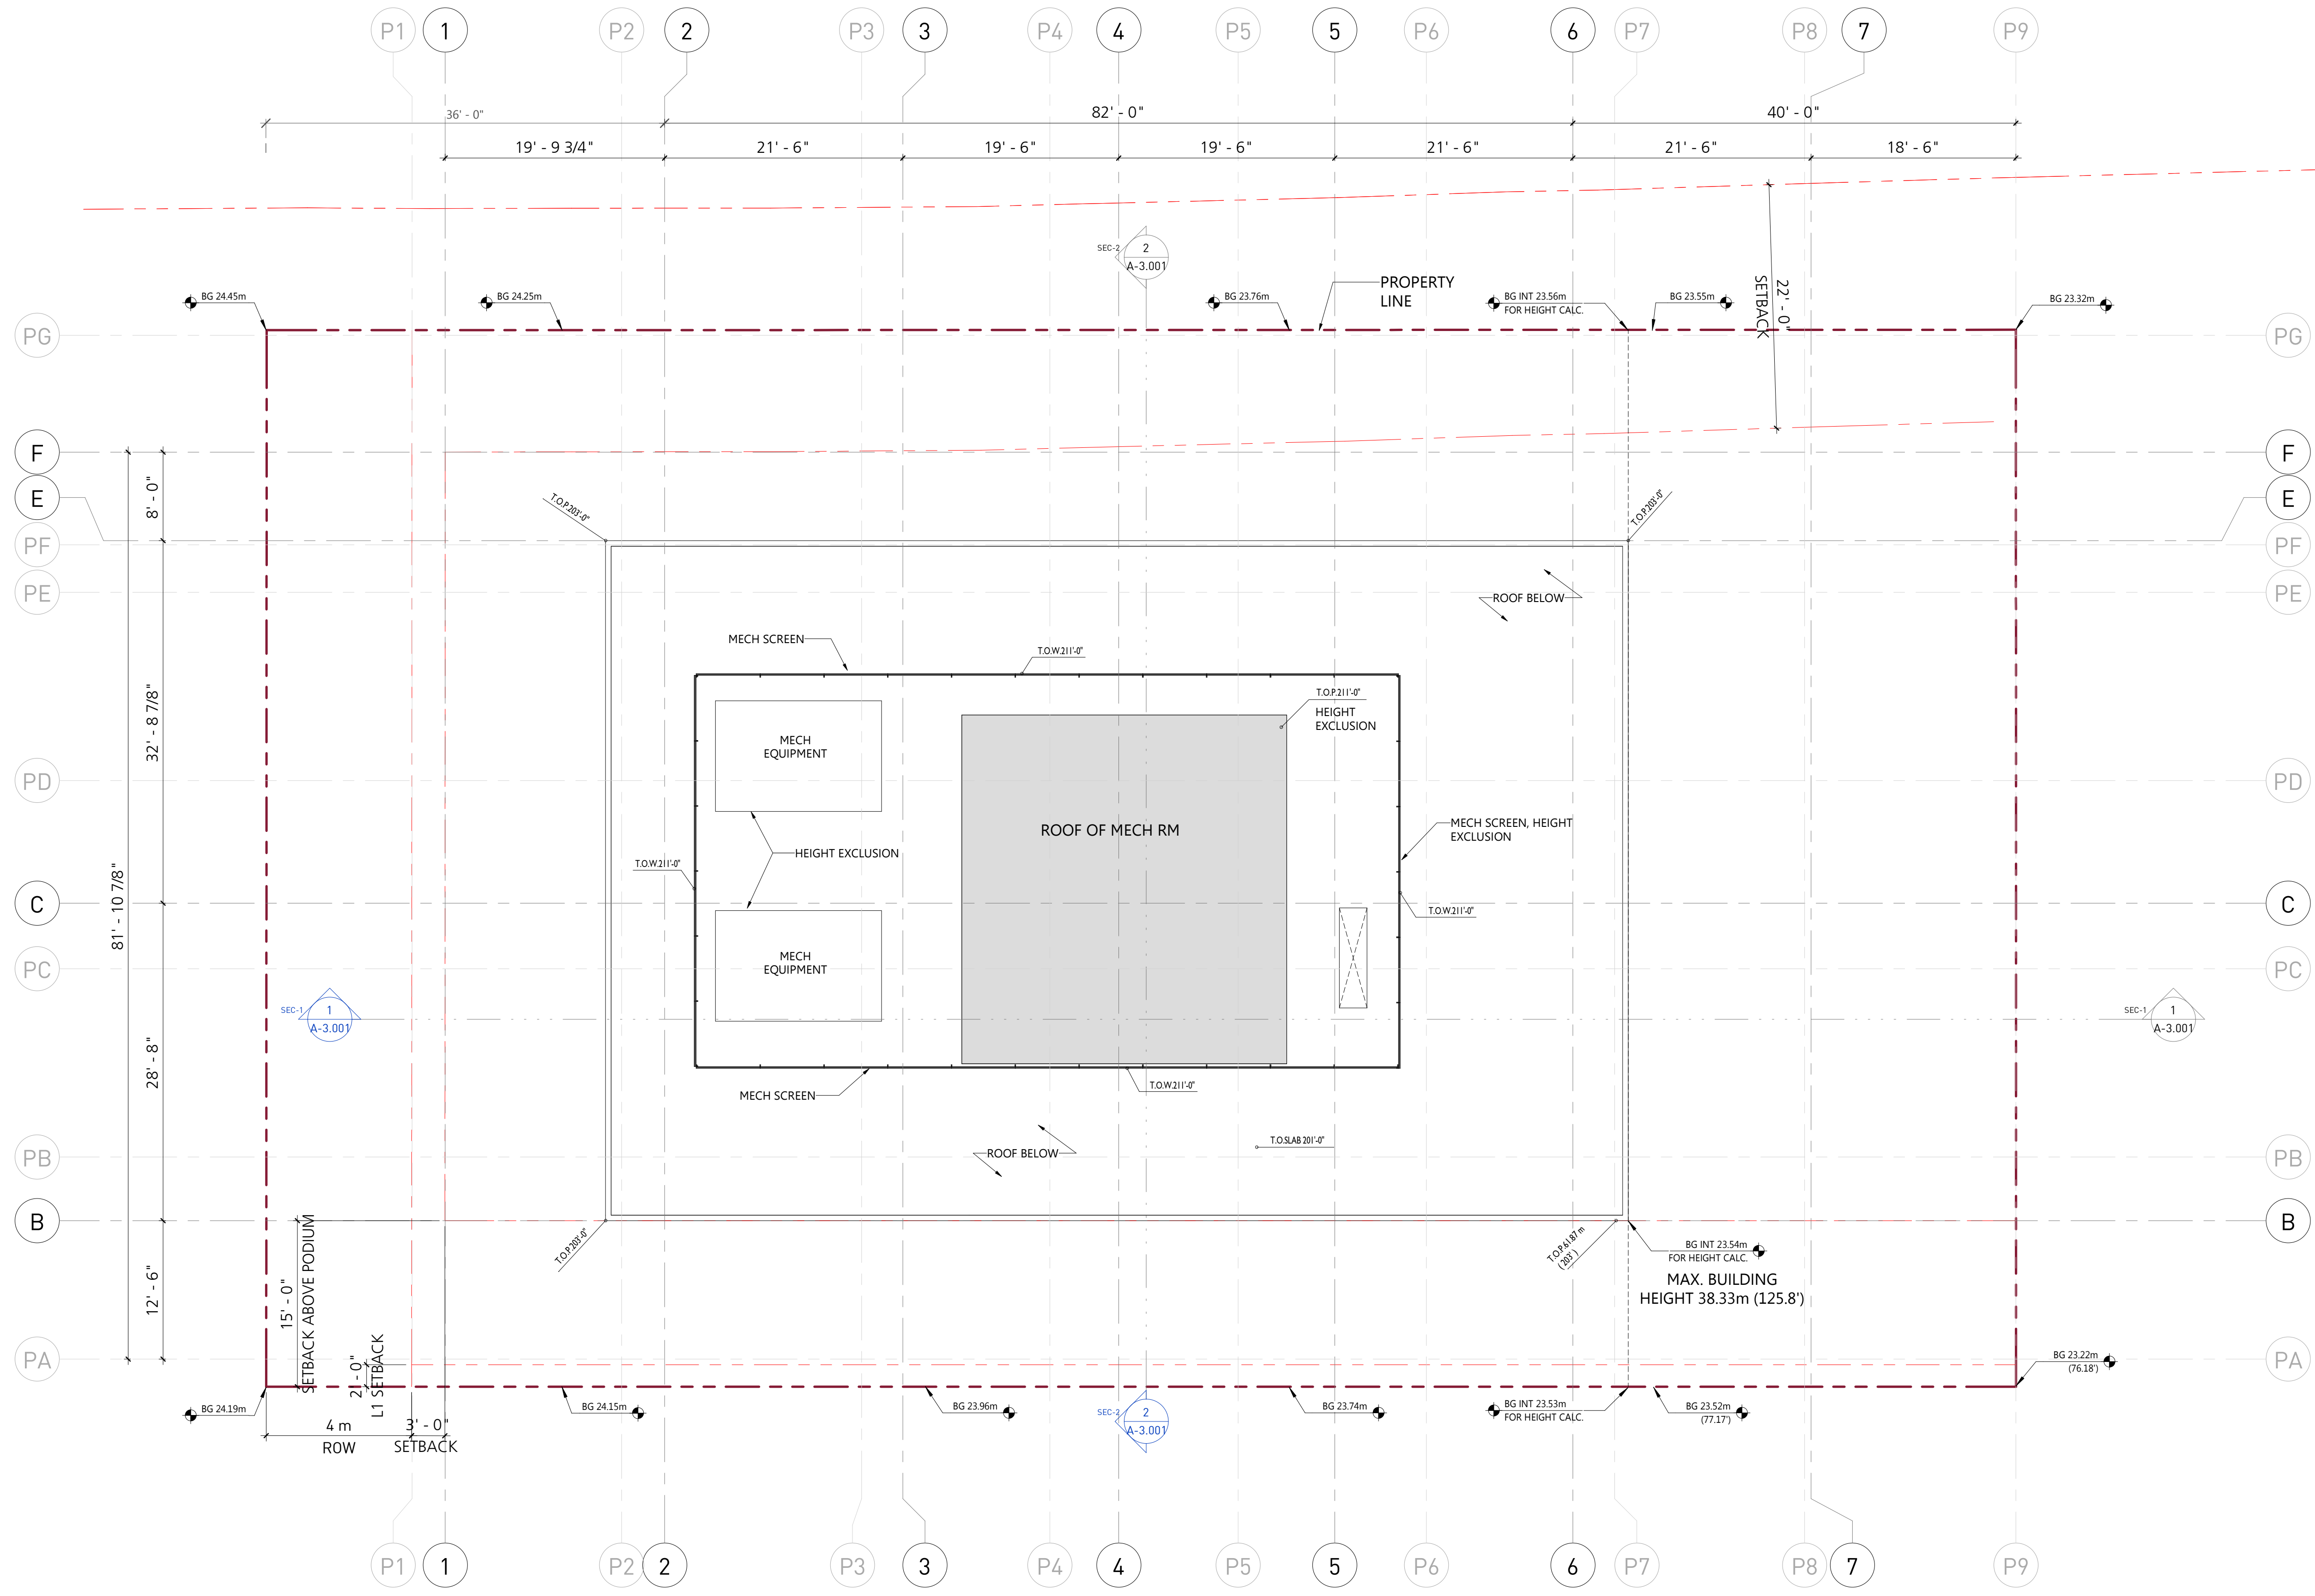 P1
1
P2
2
P3
3
P4
4
P5
5
P6
6
P7
P8
7
P9
36' - 0"
82' - 0"
40' - 0"
19' - 9 3/4"
21' - 6"
19' - 6"
19' - 6"
21' - 6"
21' - 6"
18' - 6"
SEC-2
2
A-3.001
PROPERTY
LINE
22' - 0"
SETBACK
BG 24.45m
BG 24.25m
BG 23.76m
BG INT 23.56m
FOR HEIGHT CALC.
BG 23.55m
BG 23.32m
PG
PG
F
F
E
E
PF
PF
PE
PE
8' - 0"
T.O.P.203'-0"
T.O.P.203'-0"
ROOF BELOW
MECH SCREEN
T.O.W.211'-0"
T.O.P.211'-0"
HEIGHT
EXCLUSION
32' - 8 7/8"
MECH
EQUIPMENT
PD
PD
ROOF OF MECH RM
MECH SCREEN, HEIGHT
EXCLUSION
HEIGHT EXCLUSION
T.O.W.211'-0"
81' - 10 7/8"
C
C
T.O.W.211'-0"
MECH
EQUIPMENT
PC
PC
SEC-1
1
A-3.001
SEC-1
1
A-3.001
28' - 8"
MECH SCREEN
T.O.W.211'-0"
T.O.SLAB 201'-0"
ROOF BELOW
PB
PB
B
B
T.O.P.203'-0"
T.O.P.61.87 m
(203')
BG INT 23.54m
FOR HEIGHT CALC.
MAX. BUILDING
HEIGHT 38.33m (125.8')
12' - 6"
15' - 0"
SETBACK ABOVE PODIUM
2' - 0"
L1 SETBACK
PA
PA
BG 23.22m
(76.18')
BG 24.19m
BG 24.15m
BG 23.96m
SEC-2
2
A-3.001
BG 23.74m
BG INT 23.53m
FOR HEIGHT CALC.
BG 23.52m
(77.17')
4 m
ROW
3' - 0"
SETBACK
P1
1
P2
2
P3
3
P4
4
P5
5
P6
6
P7
P8
7
P9